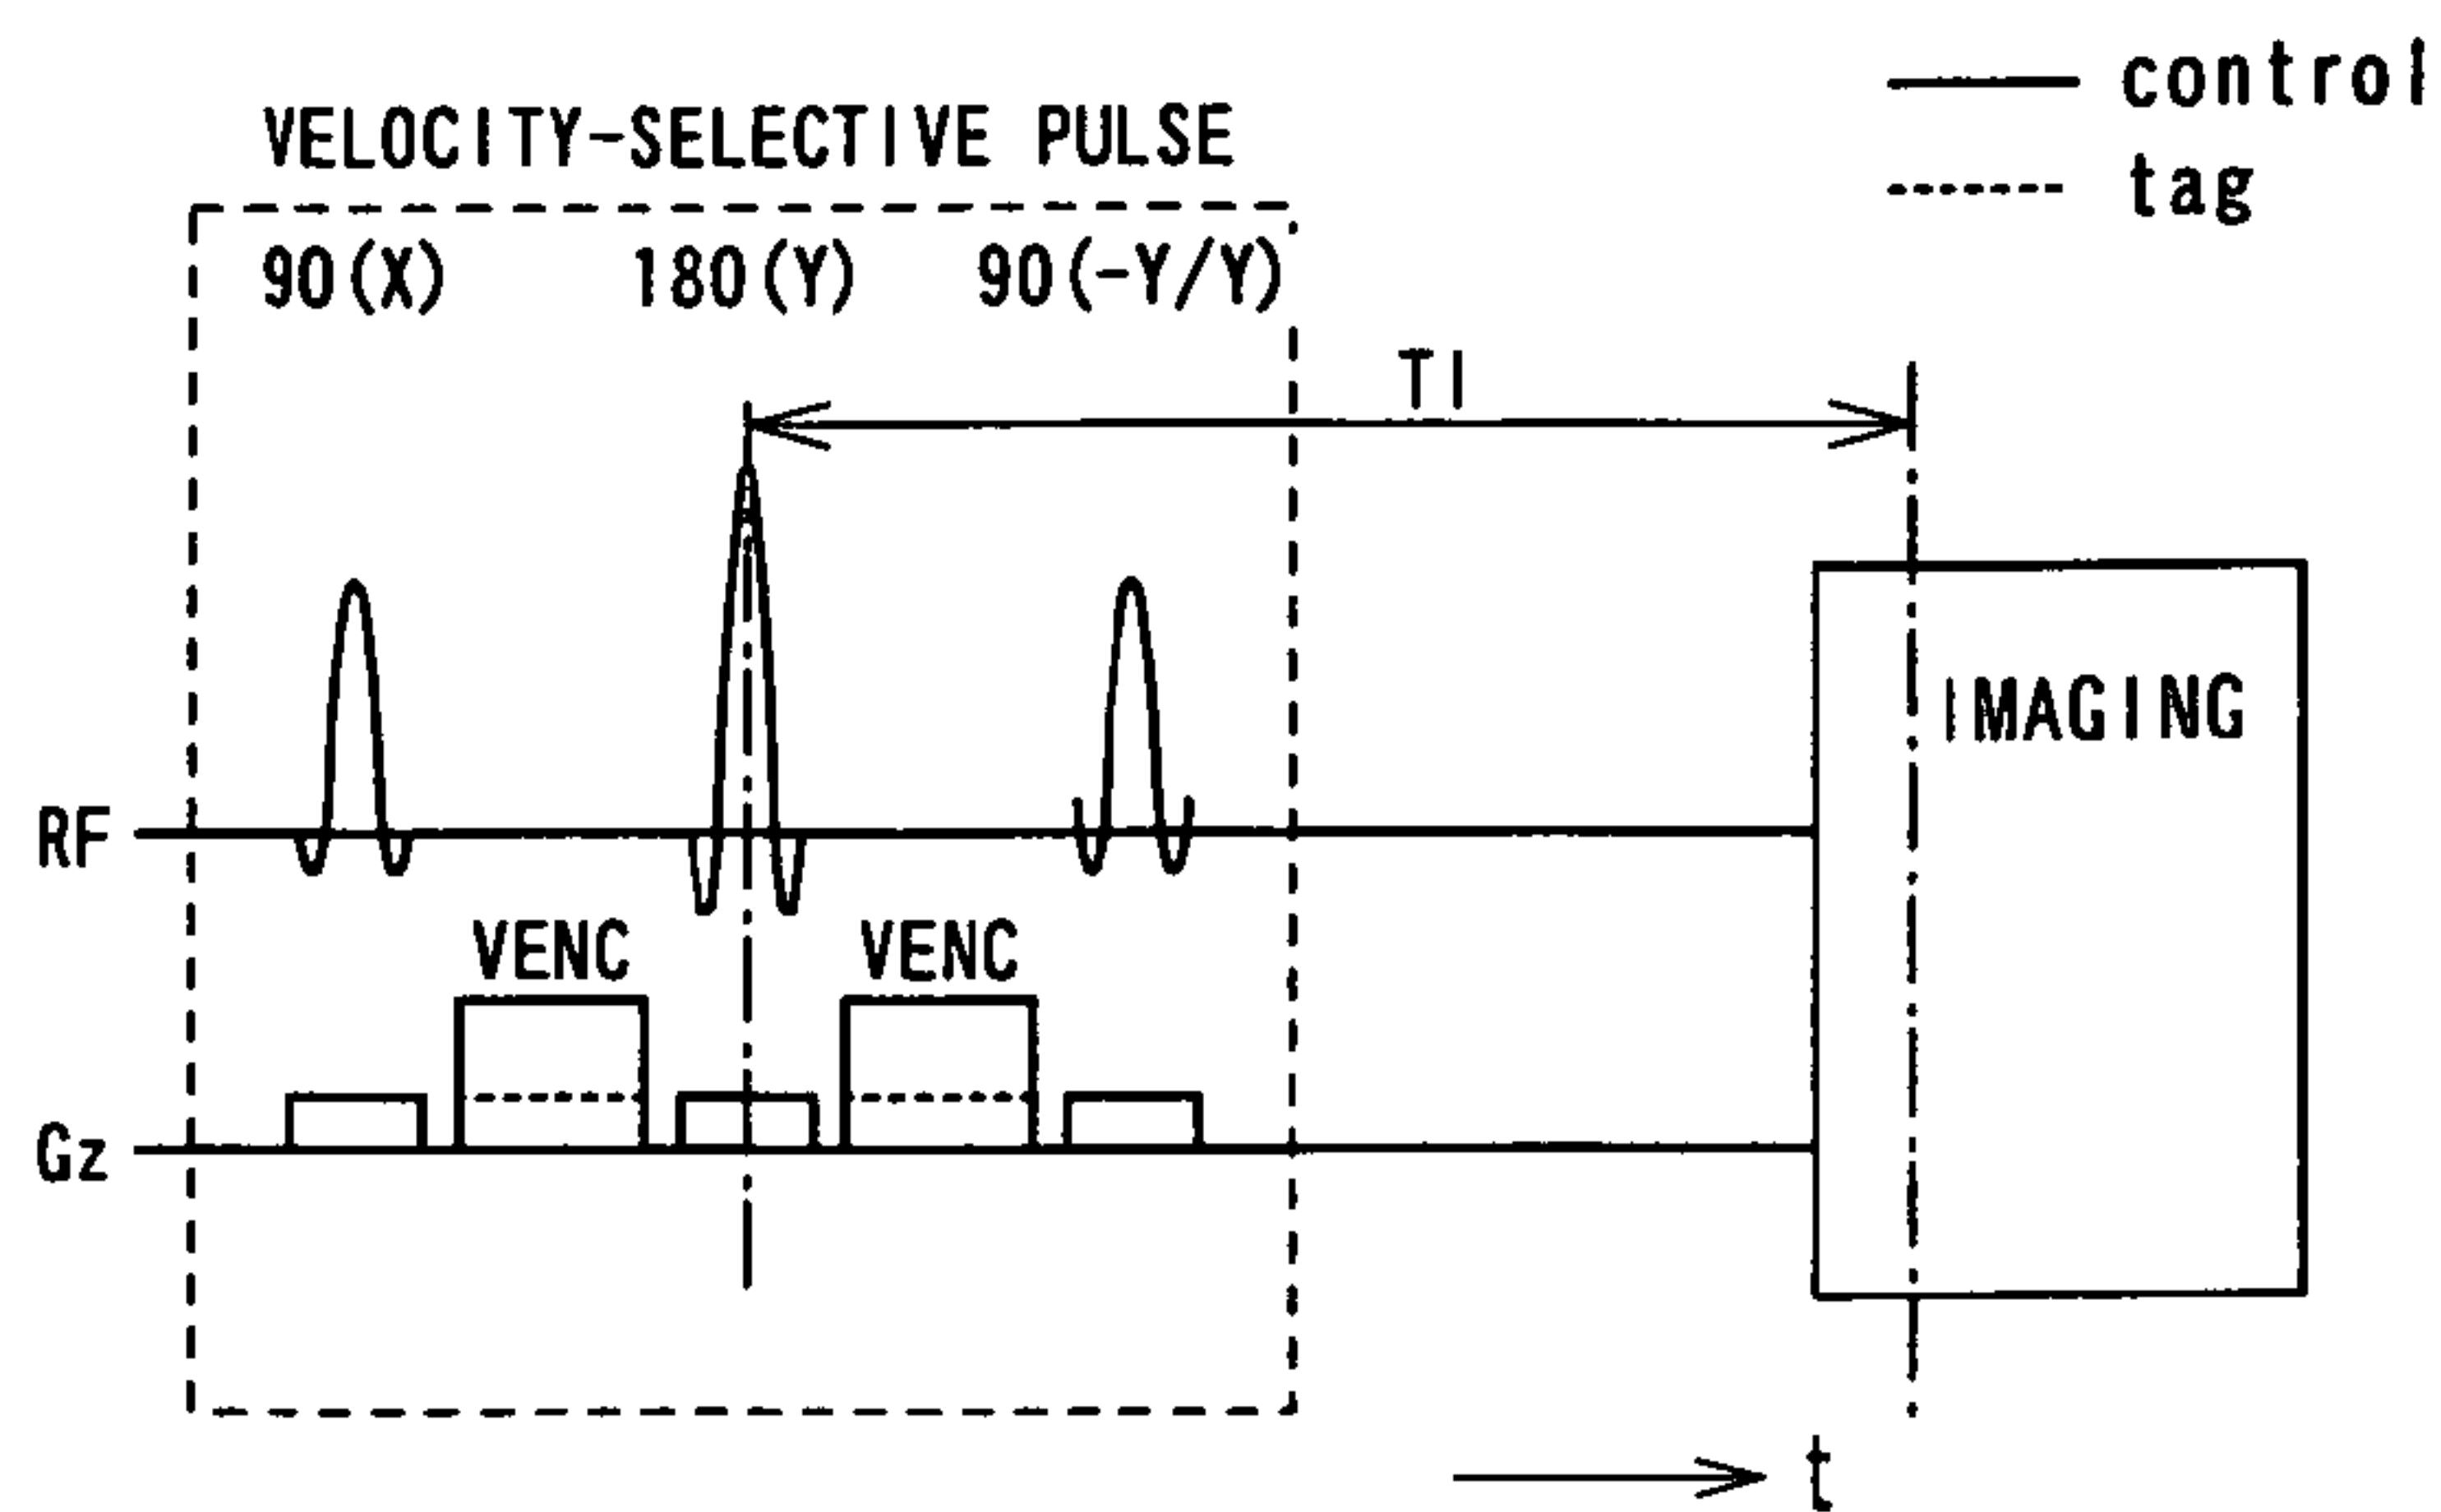 control
tag
VELOCITY-SELECTIVE PULSE
90(X) 180(Y) 90(-Y/Y)
TI
IMAGING
RF
VENC VENC
Gz
t